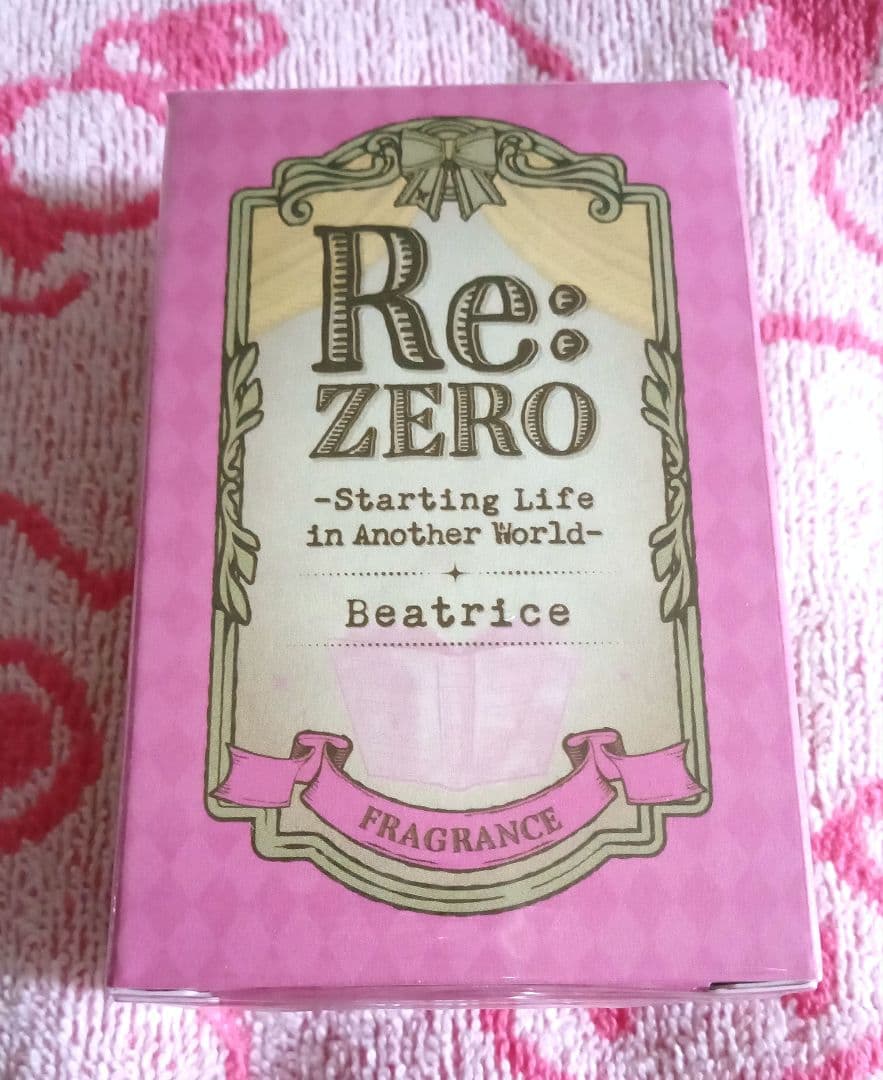 Re:
ZERO
-Starting Life
in Another World-
Beatrice
FRAGRANCE